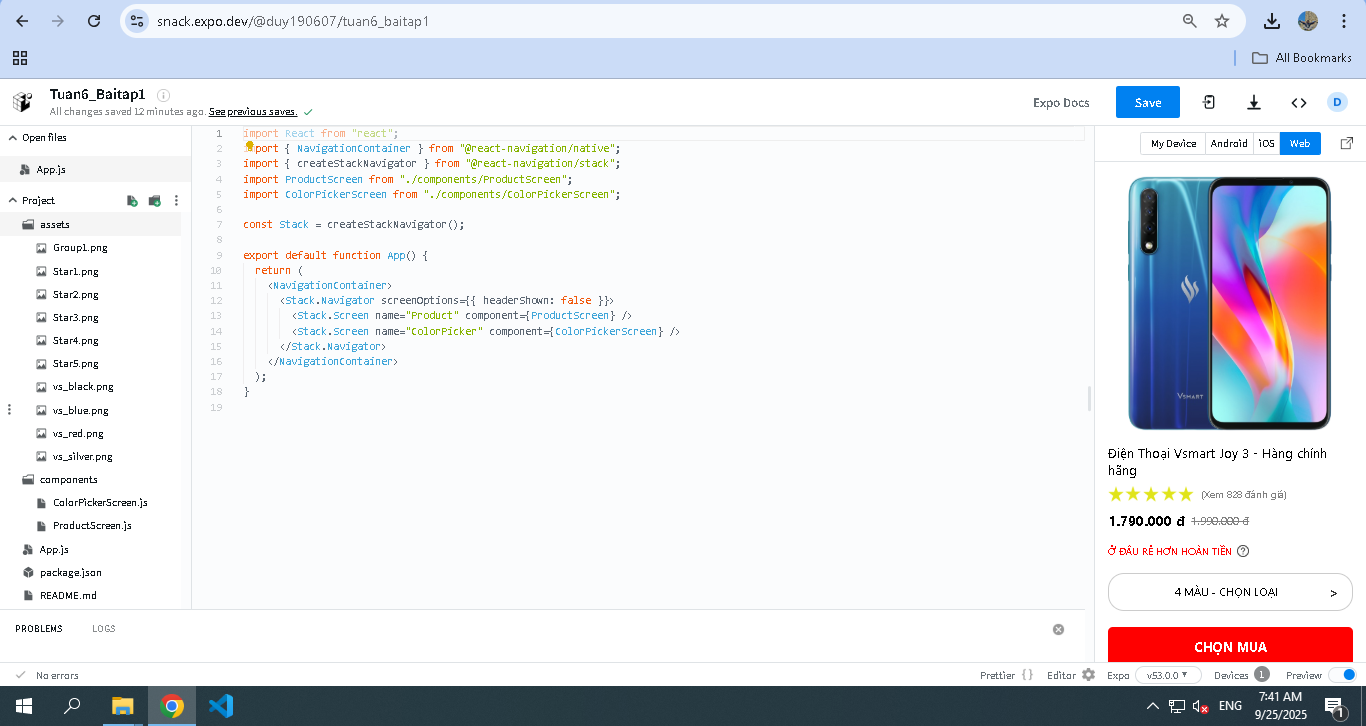 snack.expo.dev/@duy190607/tuan6_baitap1
All Bookmarks
Tuan6_Baitap1
All changes saved 12 minutes ago. See previous saves.
Expo Docs
Save
D
Open files
App.js
Project
assets
Group1.png
Star1.png
Star2.png
Star3.png
Star4.png
Star5.png
vs_black.png
vs_blue.png
vs_red.png
vs_silver.png
components
ColorPickerScreen.js
ProductScreen.js
App.js
package.json
README.md
1 import React from "react";
2 import { NavigationContainer } from "@react-navigation/native";
3 import { createStackNavigator } from "@react-navigation/stack";
4 import ProductScreen from "./components/ProductScreen";
5 import ColorPickerScreen from "./components/ColorPickerScreen";
6
7 const Stack = createStackNavigator();
8
9 export default function App() {
10 return (
11 <NavigationContainer>
12 <Stack.Navigator screenOptions={{ headerShown: false }}>
13 <Stack.Screen name="Product" component={ProductScreen} />
14 <Stack.Screen name="ColorPicker" component={ColorPickerScreen} />
15 </Stack.Navigator>
16 </NavigationContainer>
17 );
18 }
19
My Device Android iOS Web
VSMART
Điện Thoại Vsmart Joy 3 - Hàng chính
hãng
(Xem 828 đánh giá)
1.790.000 đ 1.990.000 đ
Ở ĐÂU RẺ HƠN HOÀN TIỀN ?
4 MÀU - CHỌN LOẠI >
CHỌN MUA
PROBLEMS LOGS
No errors
Prettier { } Editor Expo v53.0.0 Devices 1 Preview
ENG
7:41 AM
9/25/2025
1